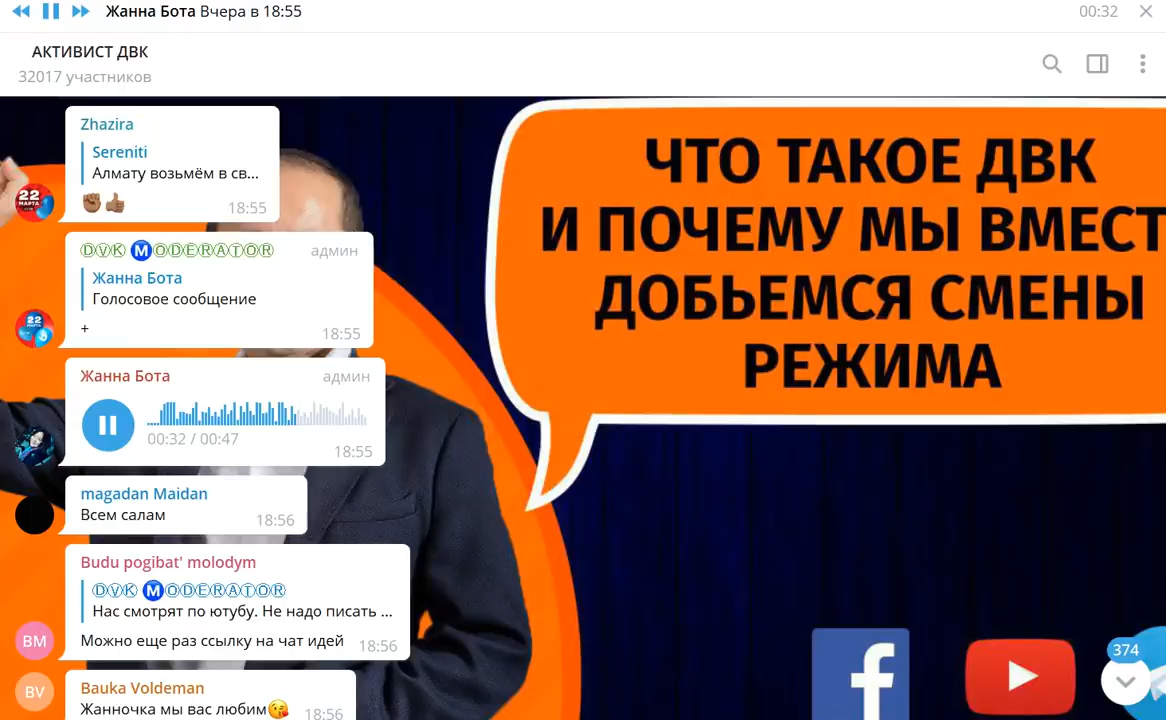 Жанна Бота Вчера в 18:55
00:32
АКТИВИСТ ДВК
32017 участников
Zhazira
Sereniti
Алмату возьмём в св...
18:55
22
МАРТА
ⒹⓋⓀ Ⓜ️ⓄⒹⒺⓇⒶⓉⓄⓇ админ
Жанна Бота
Голосовое сообщение
+
18:55
22
МАРТА
Жанна Бота админ
00:32 / 00:47
18:55
magadan Maidan
Всем салам
18:56
Budu pogibat' molodym
ⒹⓋⓀ Ⓜ️ⓄⒹⒺⓇⒶⓉⓄⓇ
Нас смотрят по ютубу. Не надо писать ...
Можно еще раз ссылку на чат идей
18:56
BM
Bauka Voldeman
Жанночка мы вас любим😘
18:56
BV
ЧТО ТАКОЕ ДВК
И ПОЧЕМУ МЫ ВМЕСТ
ДОБЬЕМСЯ СМЕНЫ
РЕЖИМА
f
374